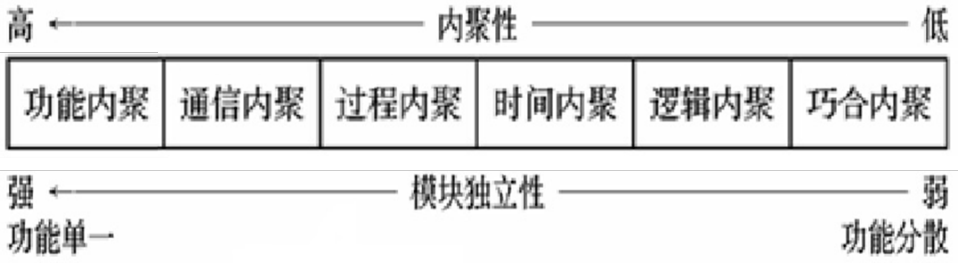 高 内聚性 低
功能内聚 通信内聚 过程内聚 时间内聚 逻辑内聚 巧合内聚
强 模块独立性 弱
功能单一 功能分散